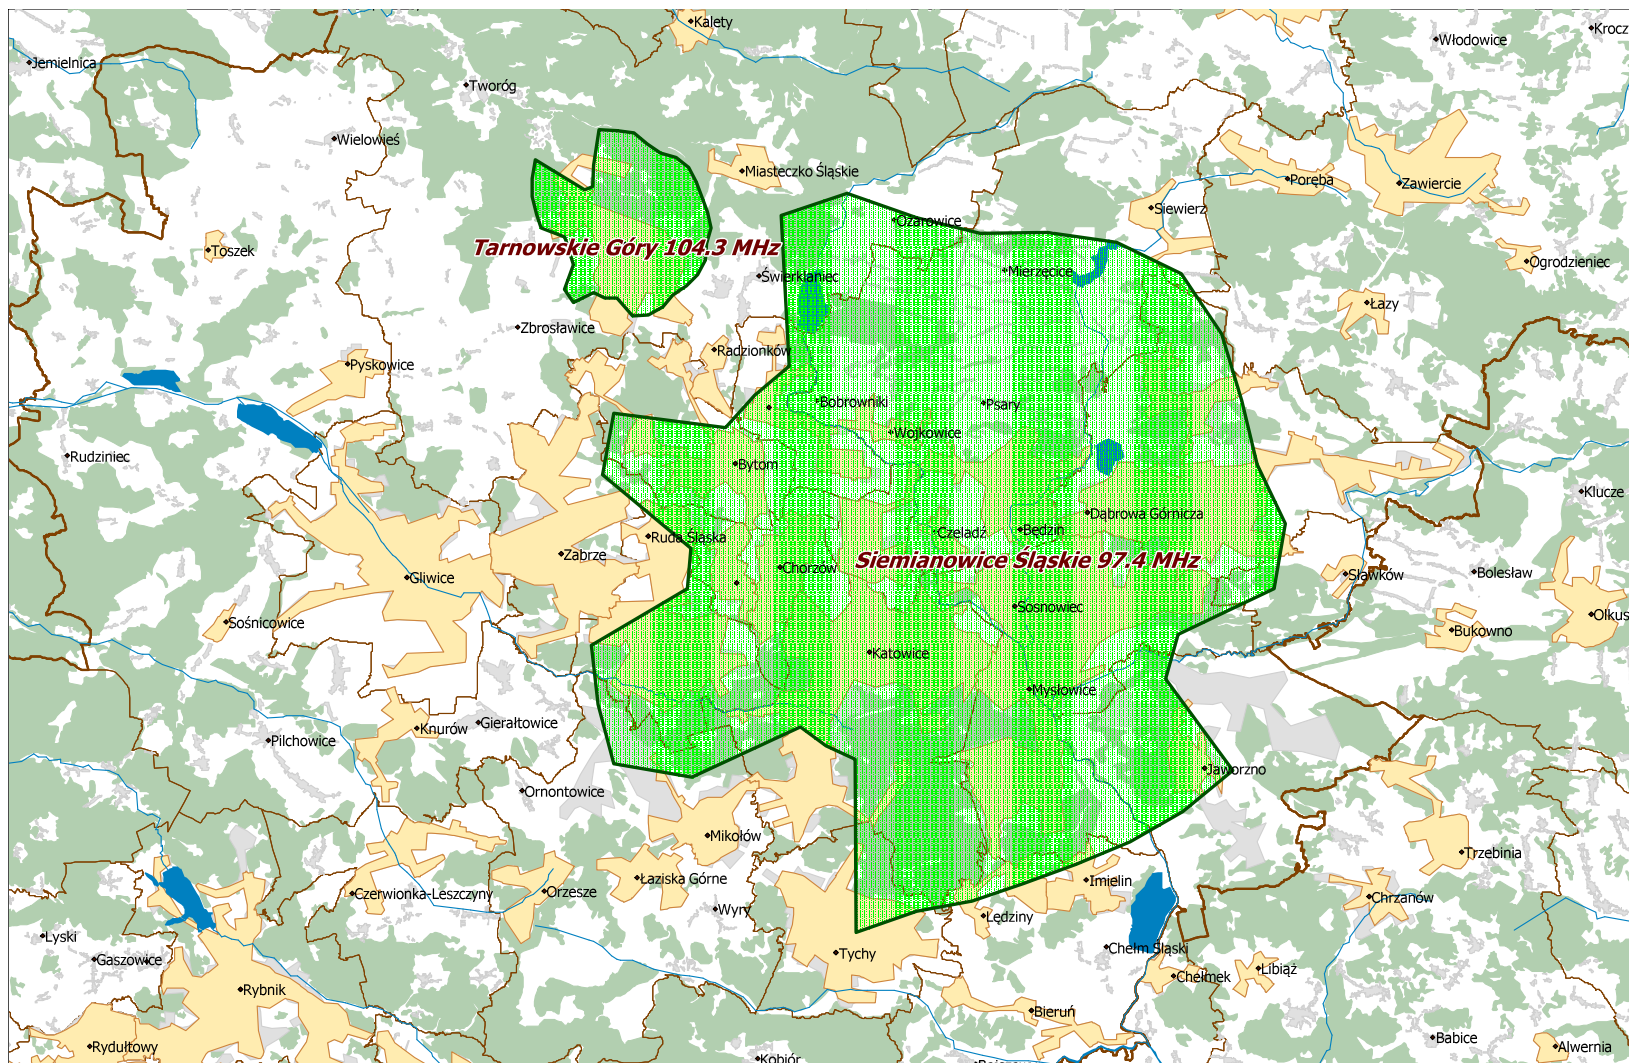 Kalety
Krocz
Włodowice
Jemielnica
Tworóg
Wielowieś
Miasteczko Śląskie
Poręba
Zawiercie
Siewierz
Ożarowice
Tarnowskie Góry 104.3 MHz
Toszek
Ogrodzieniec
Mierzęcice
Świerklaniec
Łazy
Zbrosławice
Radzionków
Pyskowice
Bobrowniki
Psary
Wojkowice
Rudziniec
Bytom
Klucze
Dąbrowa Górnicza
Będzin
Czeladź
Ruda Śląska
Zabrze
Siemianowice Śląskie 97.4 MHz
Chorzów
Gliwice
Sławków
Bolesław
Sosnowiec
Olkus
Sośnicowice
Bukowno
Katowice
Mysłowice
Gierałtowice
Knurów
Pilchowice
Jaworzno
Ornontowice
Mikołów
Trzebinia
Łaziska Górne
Imielin
Orzesze
Czerwionka-Leszczyny
Chrzanów
Wyry
Lędziny
Lyski
Chełm Śląski
Tychy
Gaszowice
Libiąż
Chełmek
Rybnik
Bieruń
Babice
Rydułtowy
Alwernia
Kobiór